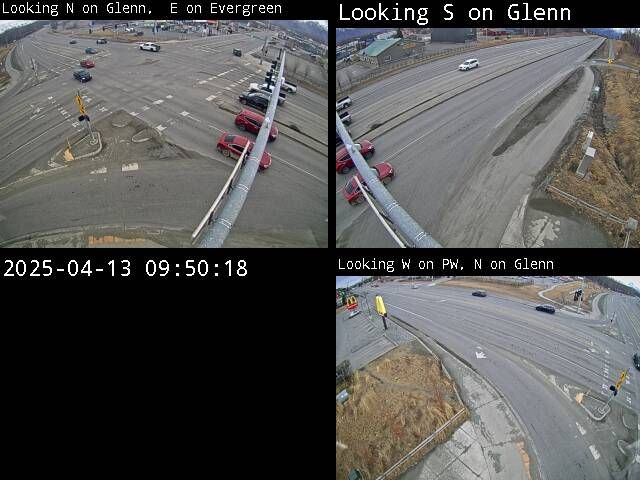 Looking N on Glenn,  E on Evergreen
Looking S on Glenn
2025-04-13 09:50:18
Looking W on PW, N on Glenn